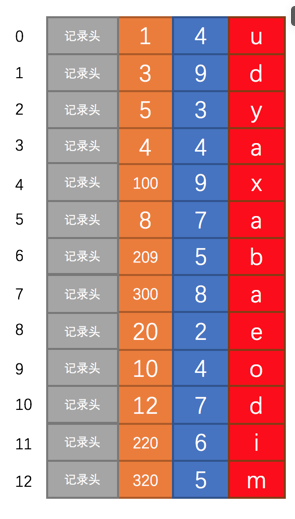 0 记录头 1 4 u
1 记录头 3 9 d
2 记录头 5 3 y
3 记录头 4 4 a
4 记录头 100 9 x
5 记录头 8 7 a
6 记录头 209 5 b
7 记录头 300 8 a
8 记录头 20 2 e
9 记录头 10 4 o
10 记录头 12 7 d
11 记录头 220 6 i
12 记录头 320 5 m